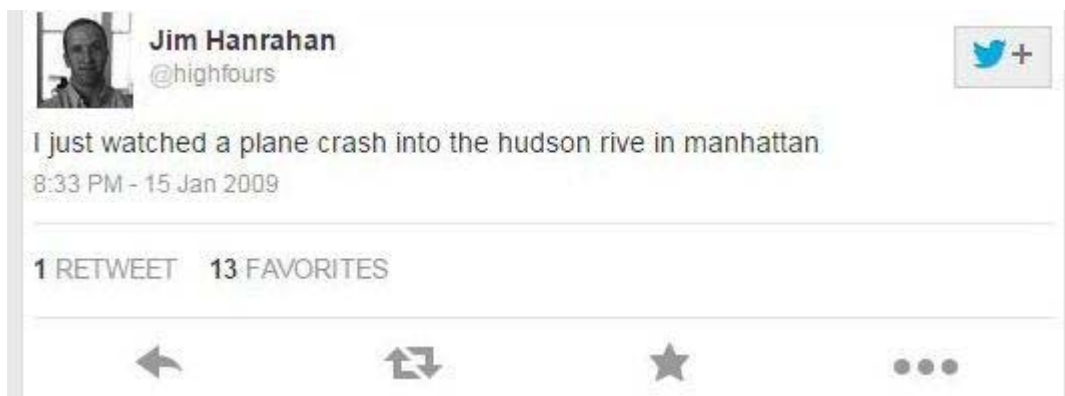 Jim Hanrahan
@highfours
+
I just watched a plane crash into the hudson rive in manhattan
8:33 PM - 15 Jan 2009
1 RETWEET 13 FAVORITES